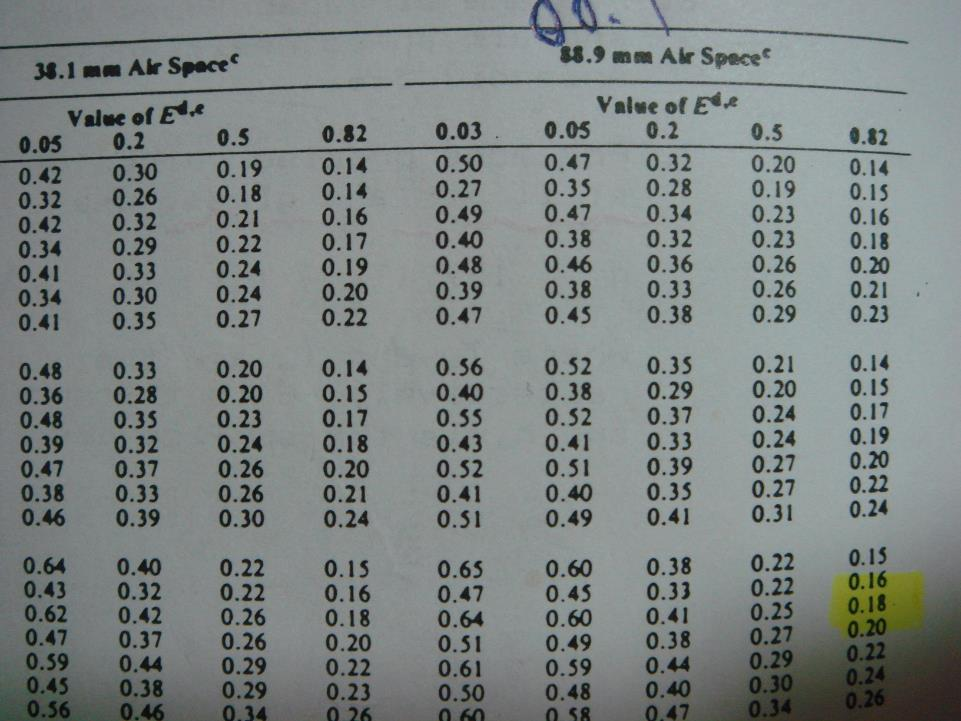 38.1 mm Air Space^c 88.9 mm Air Space^c
Value of E^d,e Value of E^d,e
0.05 0.2 0.5 0.82 0.03 0.05 0.2 0.5 0.82
0.42 0.30 0.19 0.14 0.50 0.47 0.32 0.20 0.14
0.32 0.26 0.18 0.14 0.27 0.35 0.28 0.19 0.15
0.42 0.32 0.21 0.16 0.49 0.47 0.34 0.23 0.16
0.34 0.29 0.22 0.17 0.40 0.38 0.32 0.23 0.18
0.41 0.33 0.24 0.19 0.48 0.46 0.36 0.26 0.20
0.34 0.30 0.24 0.20 0.39 0.38 0.33 0.26 0.21
0.41 0.35 0.27 0.22 0.47 0.45 0.38 0.29 0.23
0.48 0.33 0.20 0.14 0.56 0.52 0.35 0.21 0.14
0.36 0.28 0.20 0.15 0.40 0.38 0.29 0.20 0.15
0.48 0.35 0.23 0.17 0.55 0.52 0.37 0.24 0.17
0.39 0.32 0.24 0.18 0.43 0.41 0.33 0.24 0.19
0.47 0.37 0.26 0.20 0.52 0.51 0.39 0.27 0.20
0.38 0.33 0.26 0.21 0.41 0.40 0.35 0.27 0.22
0.46 0.39 0.30 0.24 0.51 0.49 0.41 0.31 0.24
0.64 0.40 0.22 0.15 0.65 0.60 0.38 0.22 0.15
0.43 0.32 0.22 0.16 0.47 0.45 0.33 0.22 0.16
0.62 0.42 0.26 0.18 0.64 0.60 0.41 0.25 0.18
0.47 0.37 0.26 0.20 0.51 0.49 0.38 0.27 0.20
0.59 0.44 0.29 0.22 0.61 0.59 0.44 0.29 0.22
0.45 0.38 0.29 0.23 0.50 0.48 0.40 0.30 0.24
0.56 0.46 0.34 0.26 0.60 0.58 0.47 0.34 0.26